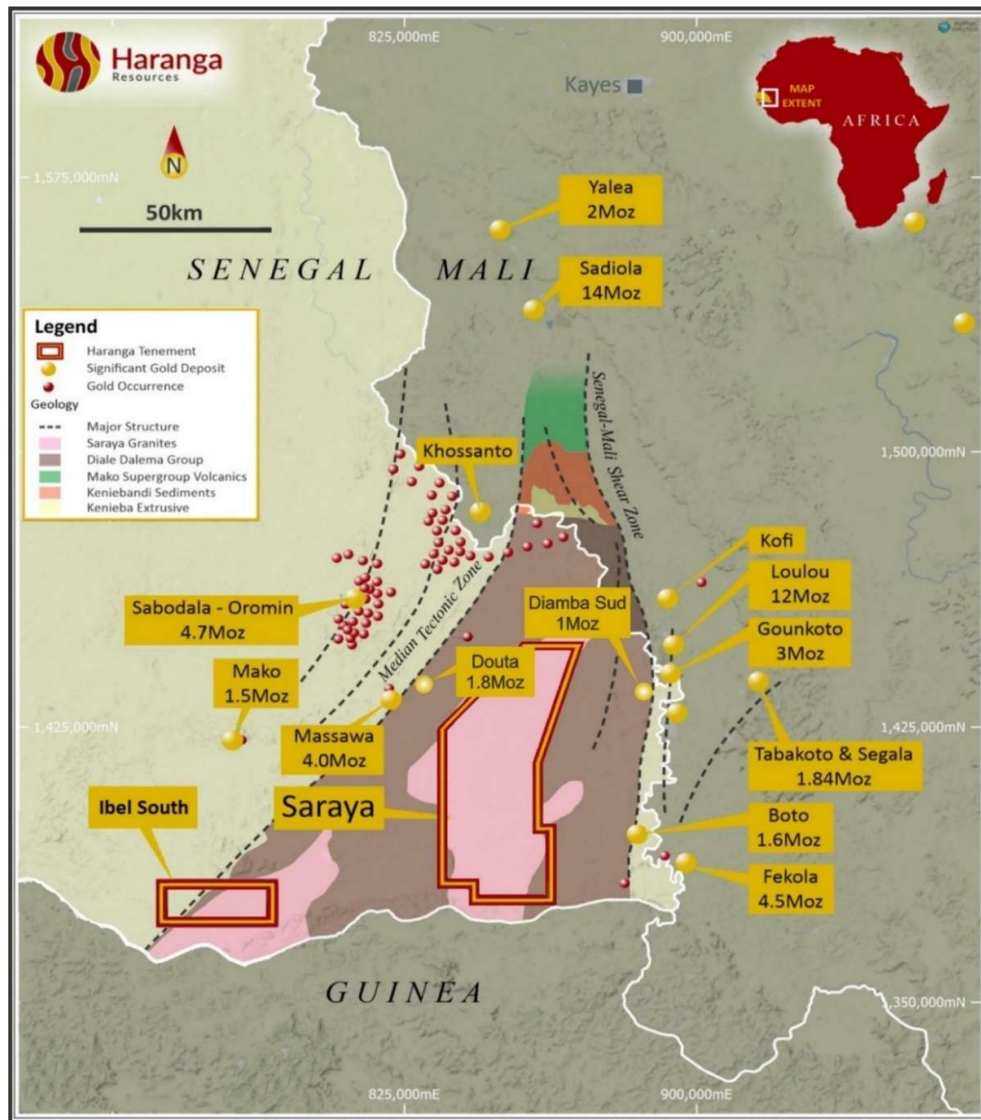 Haranga
Resources
825,000mE
900,000mE
Kayes
MAP
EXTENT
AFRICA
N
1,575,000mN
50km
Yalea
2Moz
SENEGAL
MALI
Sadiola
14Moz
Legend
Haranga Tenement
Significant Gold Deposit
Gold Occurrence
Geology
Major Structure
Saraya Granites
Diale Dalema Group
Mako Supergroup Volcanics
Keniebandi Sediments
Kenieba Extrusive
Senegal-Mali Shear Zone
Khossanto
1,500,000mN
Kofi
Median Tectonic Zone
Loulou
12Moz
Sabodala - Oromin
4.7Moz
Diamba Sud
1Moz
Gounkoto
3Moz
Douta
1.8Moz
Mako
1.5Moz
Massawa
4.0Moz
1,425,000mN
Tabakoto & Segala
1.84Moz
Ibel South
Saraya
Boto
1.6Moz
Fekola
4.5Moz
GUINEA
1,350,000mN
825,000mE
900,000mE